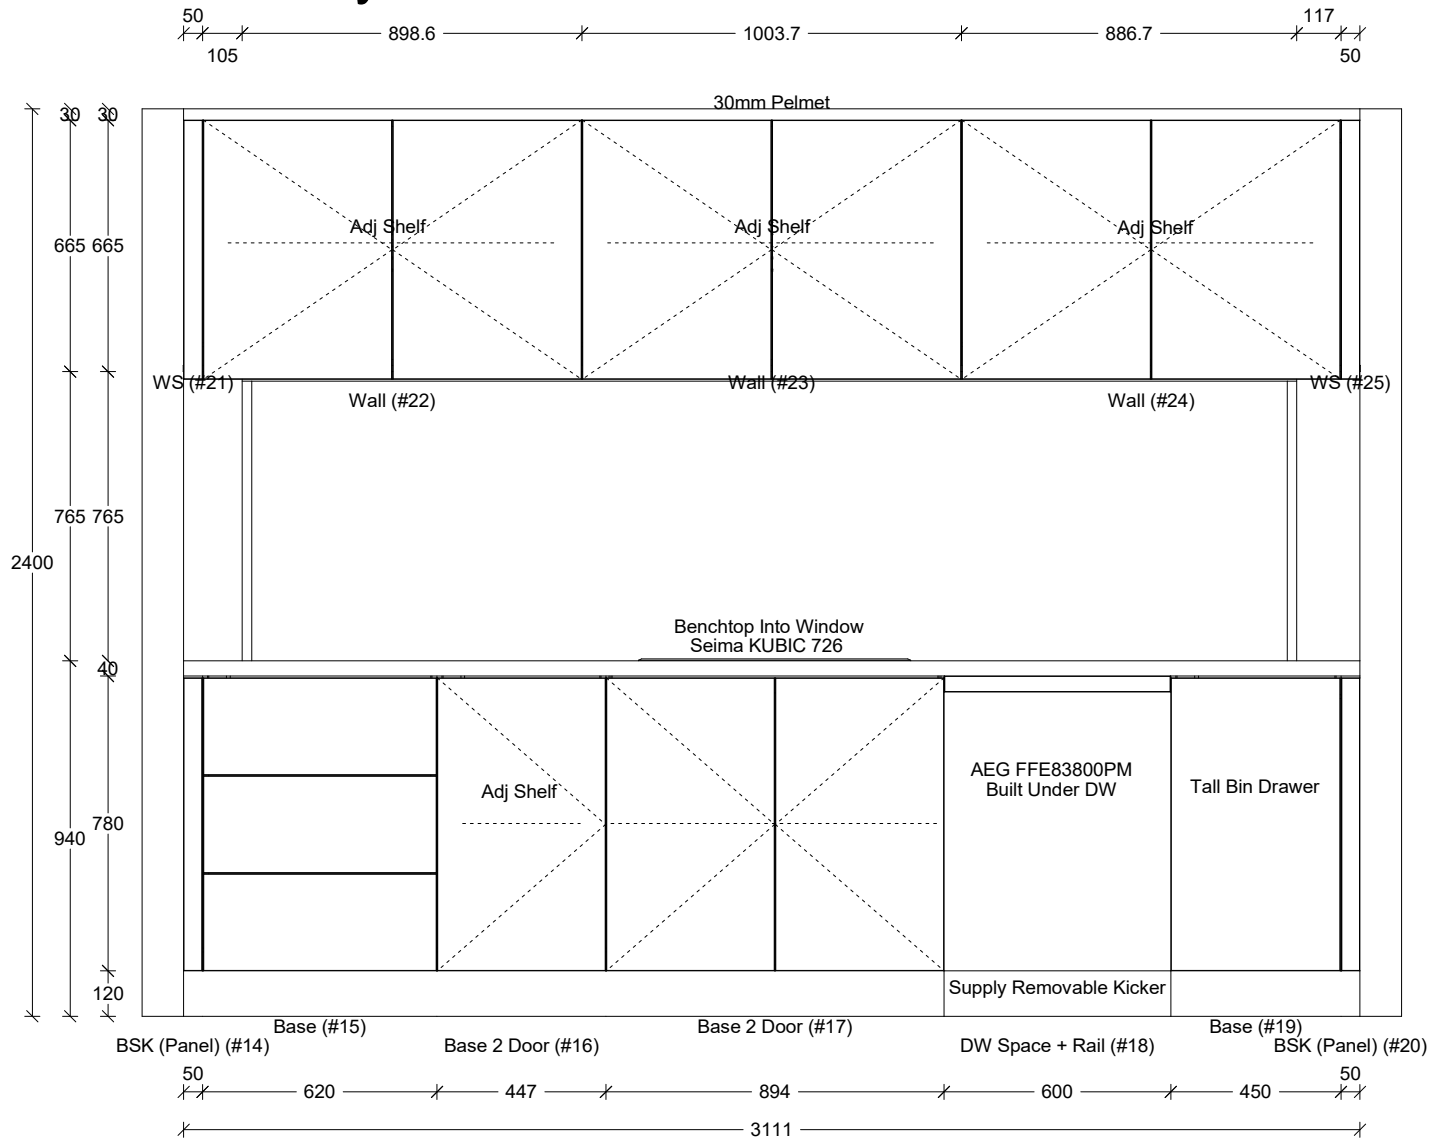 50
117
898.6
1003.7
886.7
105
50
30mm Pelmet
30
30
Adj Shelf
Adj Shelf
Adj Shelf
665
665
WS (#21)
Wall (#23)
WS (#25)
Wall (#22)
Wall (#24)
765
765
2400
Benchtop Into Window
Seima KUBIC 726
40
AEG FFE83800PM
Built Under DW
Tall Bin Drawer
Adj Shelf
780
940
120
Supply Removable Kicker
Base (#15)
Base 2 Door (#17)
Base (#19)
BSK (Panel) (#14)
Base 2 Door (#16)
DW Space + Rail (#18)
BSK (Panel) (#20)
50
50
620
447
894
600
450
3111